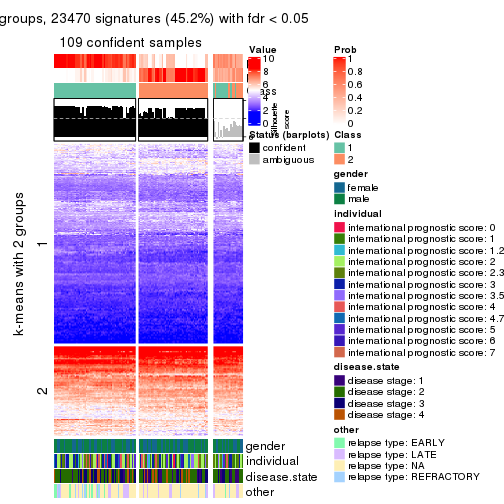 groups, 23470 signatures (45.2%) with fdr < 0.05
109 confident samples
k-means with 2 groups
1
2
gender
individual
disease.state
other
Value
10
8
6
4
2
0
Silhouette
score
Status (barplots)
confident
ambiguous
Prob
1
0.8
0.6
0.4
0.2
0
Class
1
2
gender
female
male
individual
international prognostic score: 0
international prognostic score: 1
international prognostic score: 1.2
international prognostic score: 2
international prognostic score: 2.3
international prognostic score: 3
international prognostic score: 3.5
international prognostic score: 4
international prognostic score: 4.7
international prognostic score: 5
international prognostic score: 6
international prognostic score: 7
disease.state
disease stage: 1
disease stage: 2
disease stage: 3
disease stage: 4
other
relapse type: EARLY
relapse type: LATE
relapse type: NA
relapse type: REFRACTORY